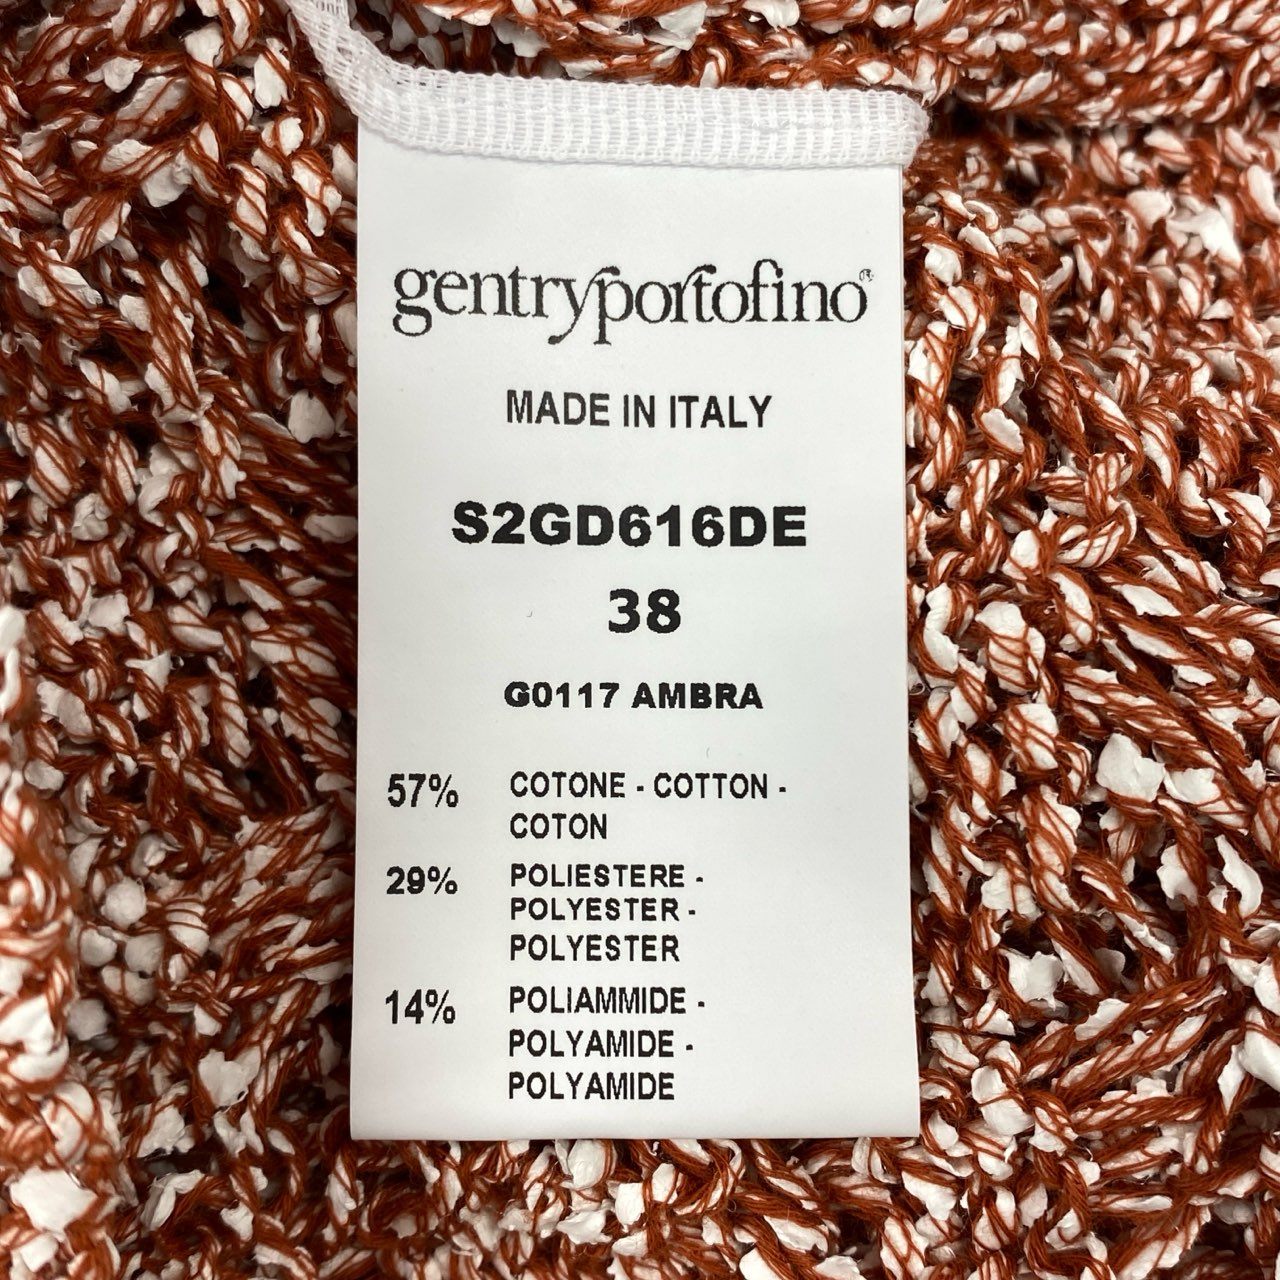 gentryportofino®
MADE IN ITALY
S2GD616DE
38
G0117 AMBRA
57% COTONE - COTTON -
COTON
29% POLIESTERE -
POLYESTER -
POLYESTER
14% POLIAMMIDE -
POLYAMIDE -
POLYAMIDE